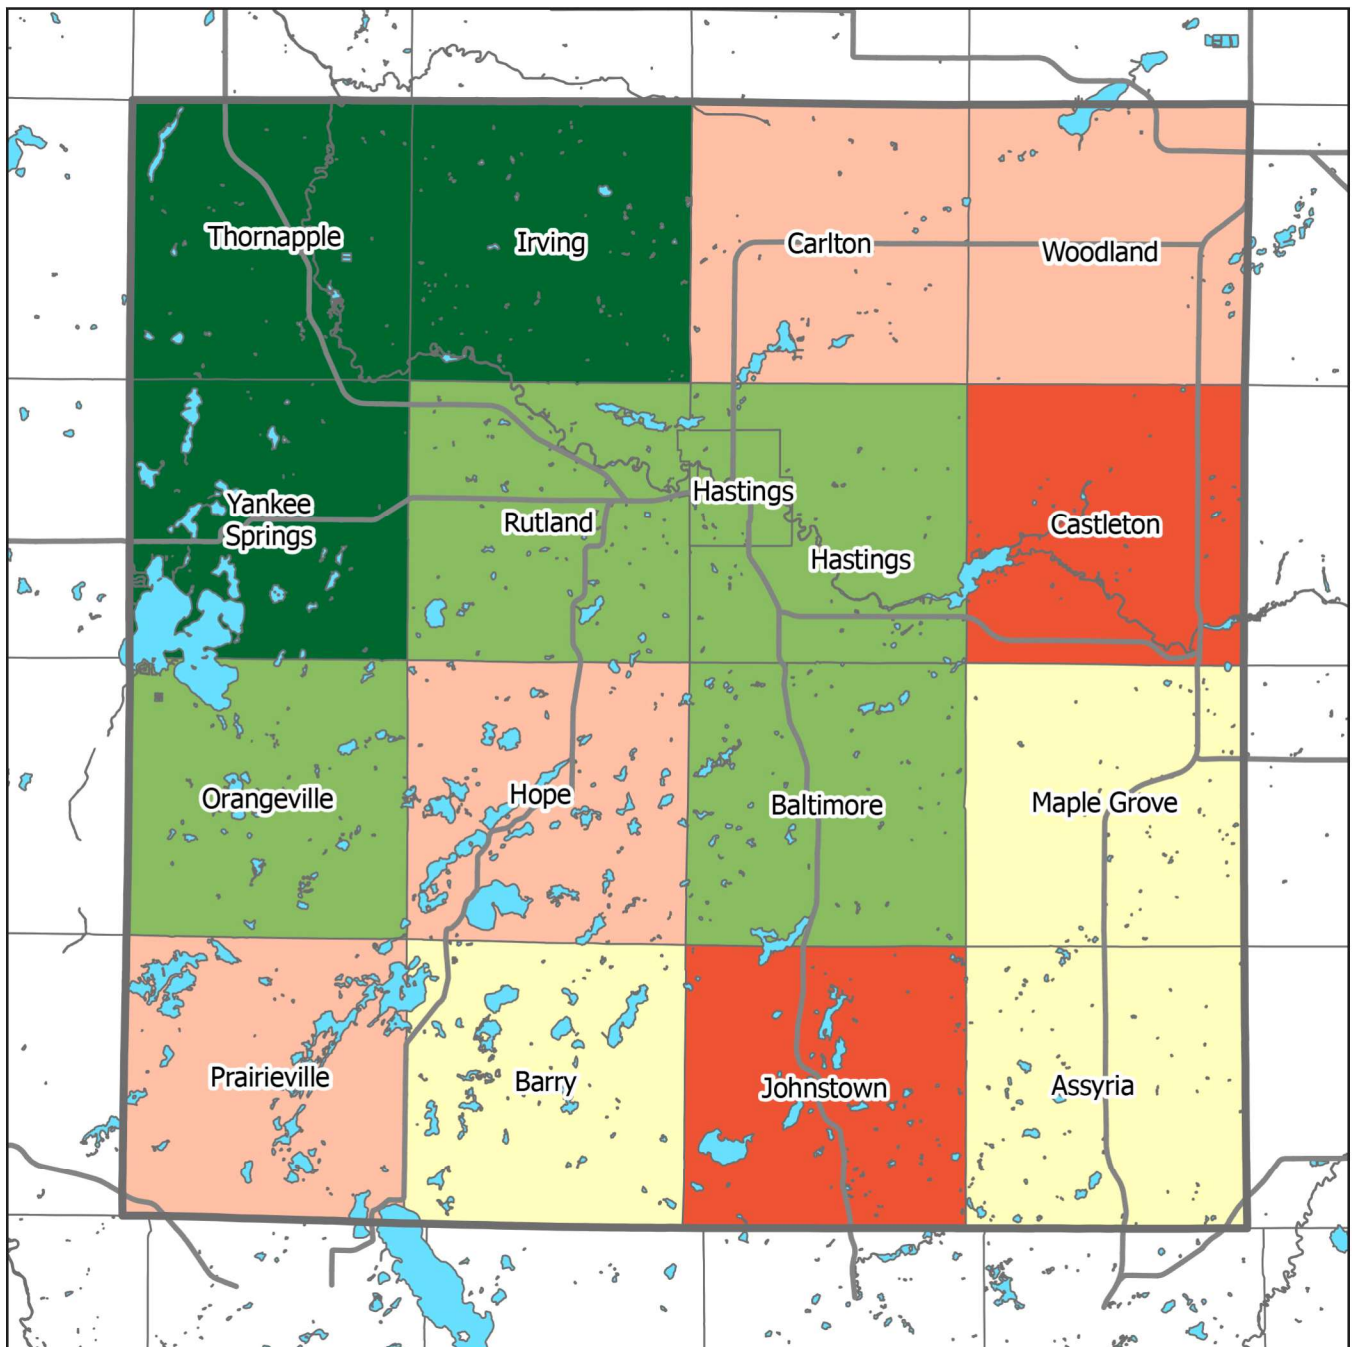 Thornapple
Irving
Carlton
Woodland
Yankee
Springs
Rutland
Hastings
Hastings
Castleton
Orangeville
Hope
Baltimore
Maple Grove
Prairieville
Barry
Johnstown
Assyria